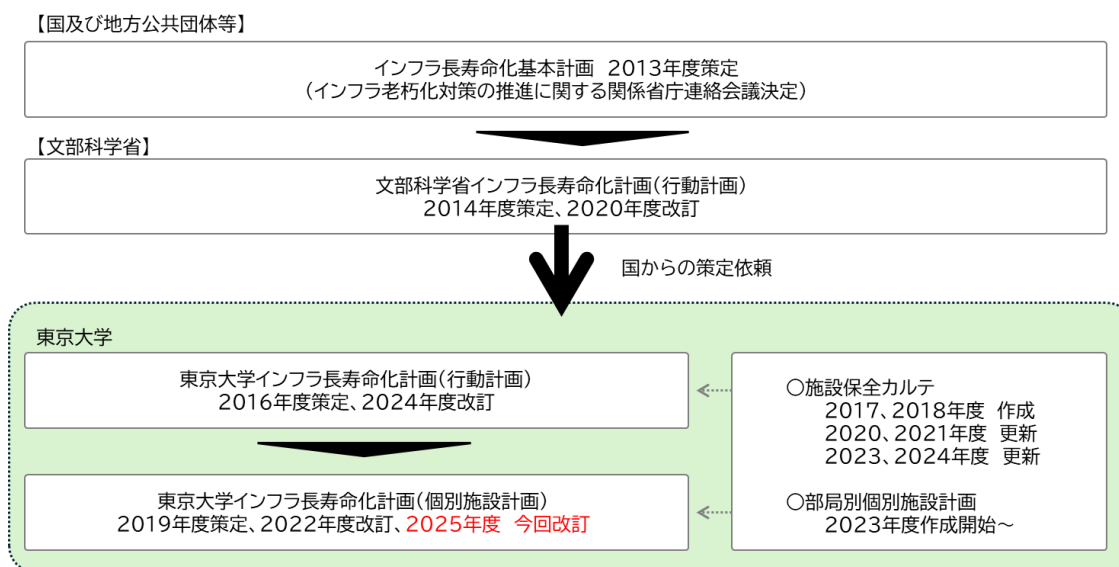 【国及び地方公共団体等】
インフラ長寿命化基本計画 2013年度策定
(インフラ老朽化対策の推進に関する関係省庁連絡会議決定)
【文部科学省】
文部科学省インフラ長寿命化計画(行動計画)
2014年度策定、2020年度改訂
国からの策定依頼
東京大学
東京大学インフラ長寿命化計画(行動計画)
2016年度策定、2024年度改訂
東京大学インフラ長寿命化計画(個別施設計画)
2019年度策定、2022年度改訂、2025年度 今回改訂
○施設保全カルテ
2017、2018年度 作成
2020、2021年度 更新
2023、2024年度 更新
○部局別個別施設計画
2023年度作成開始~